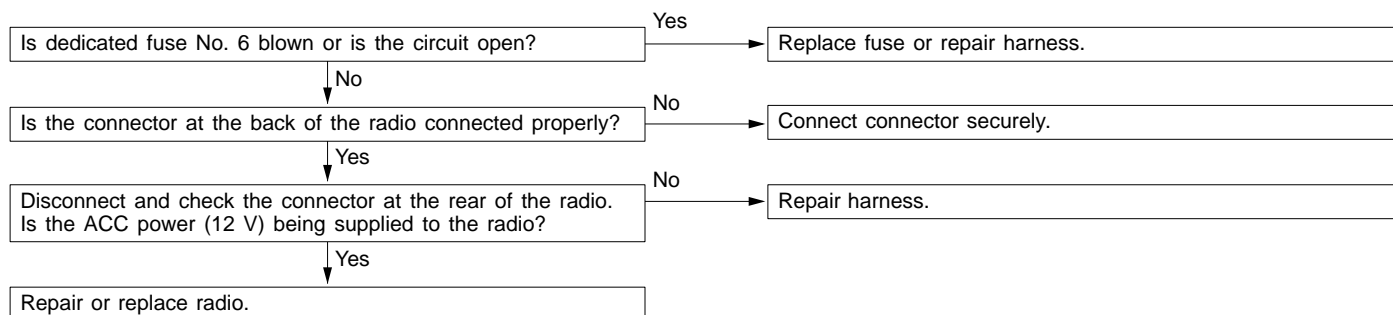 Is dedicated fuse No. 6 blown or is the circuit open?
Yes
Replace fuse or repair harness.
No
Is the connector at the back of the radio connected properly?
No
Connect connector securely.
Yes
Disconnect and check the connector at the rear of the radio.
Is the ACC power (12 V) being supplied to the radio?
No
Repair harness.
Yes
Repair or replace radio.